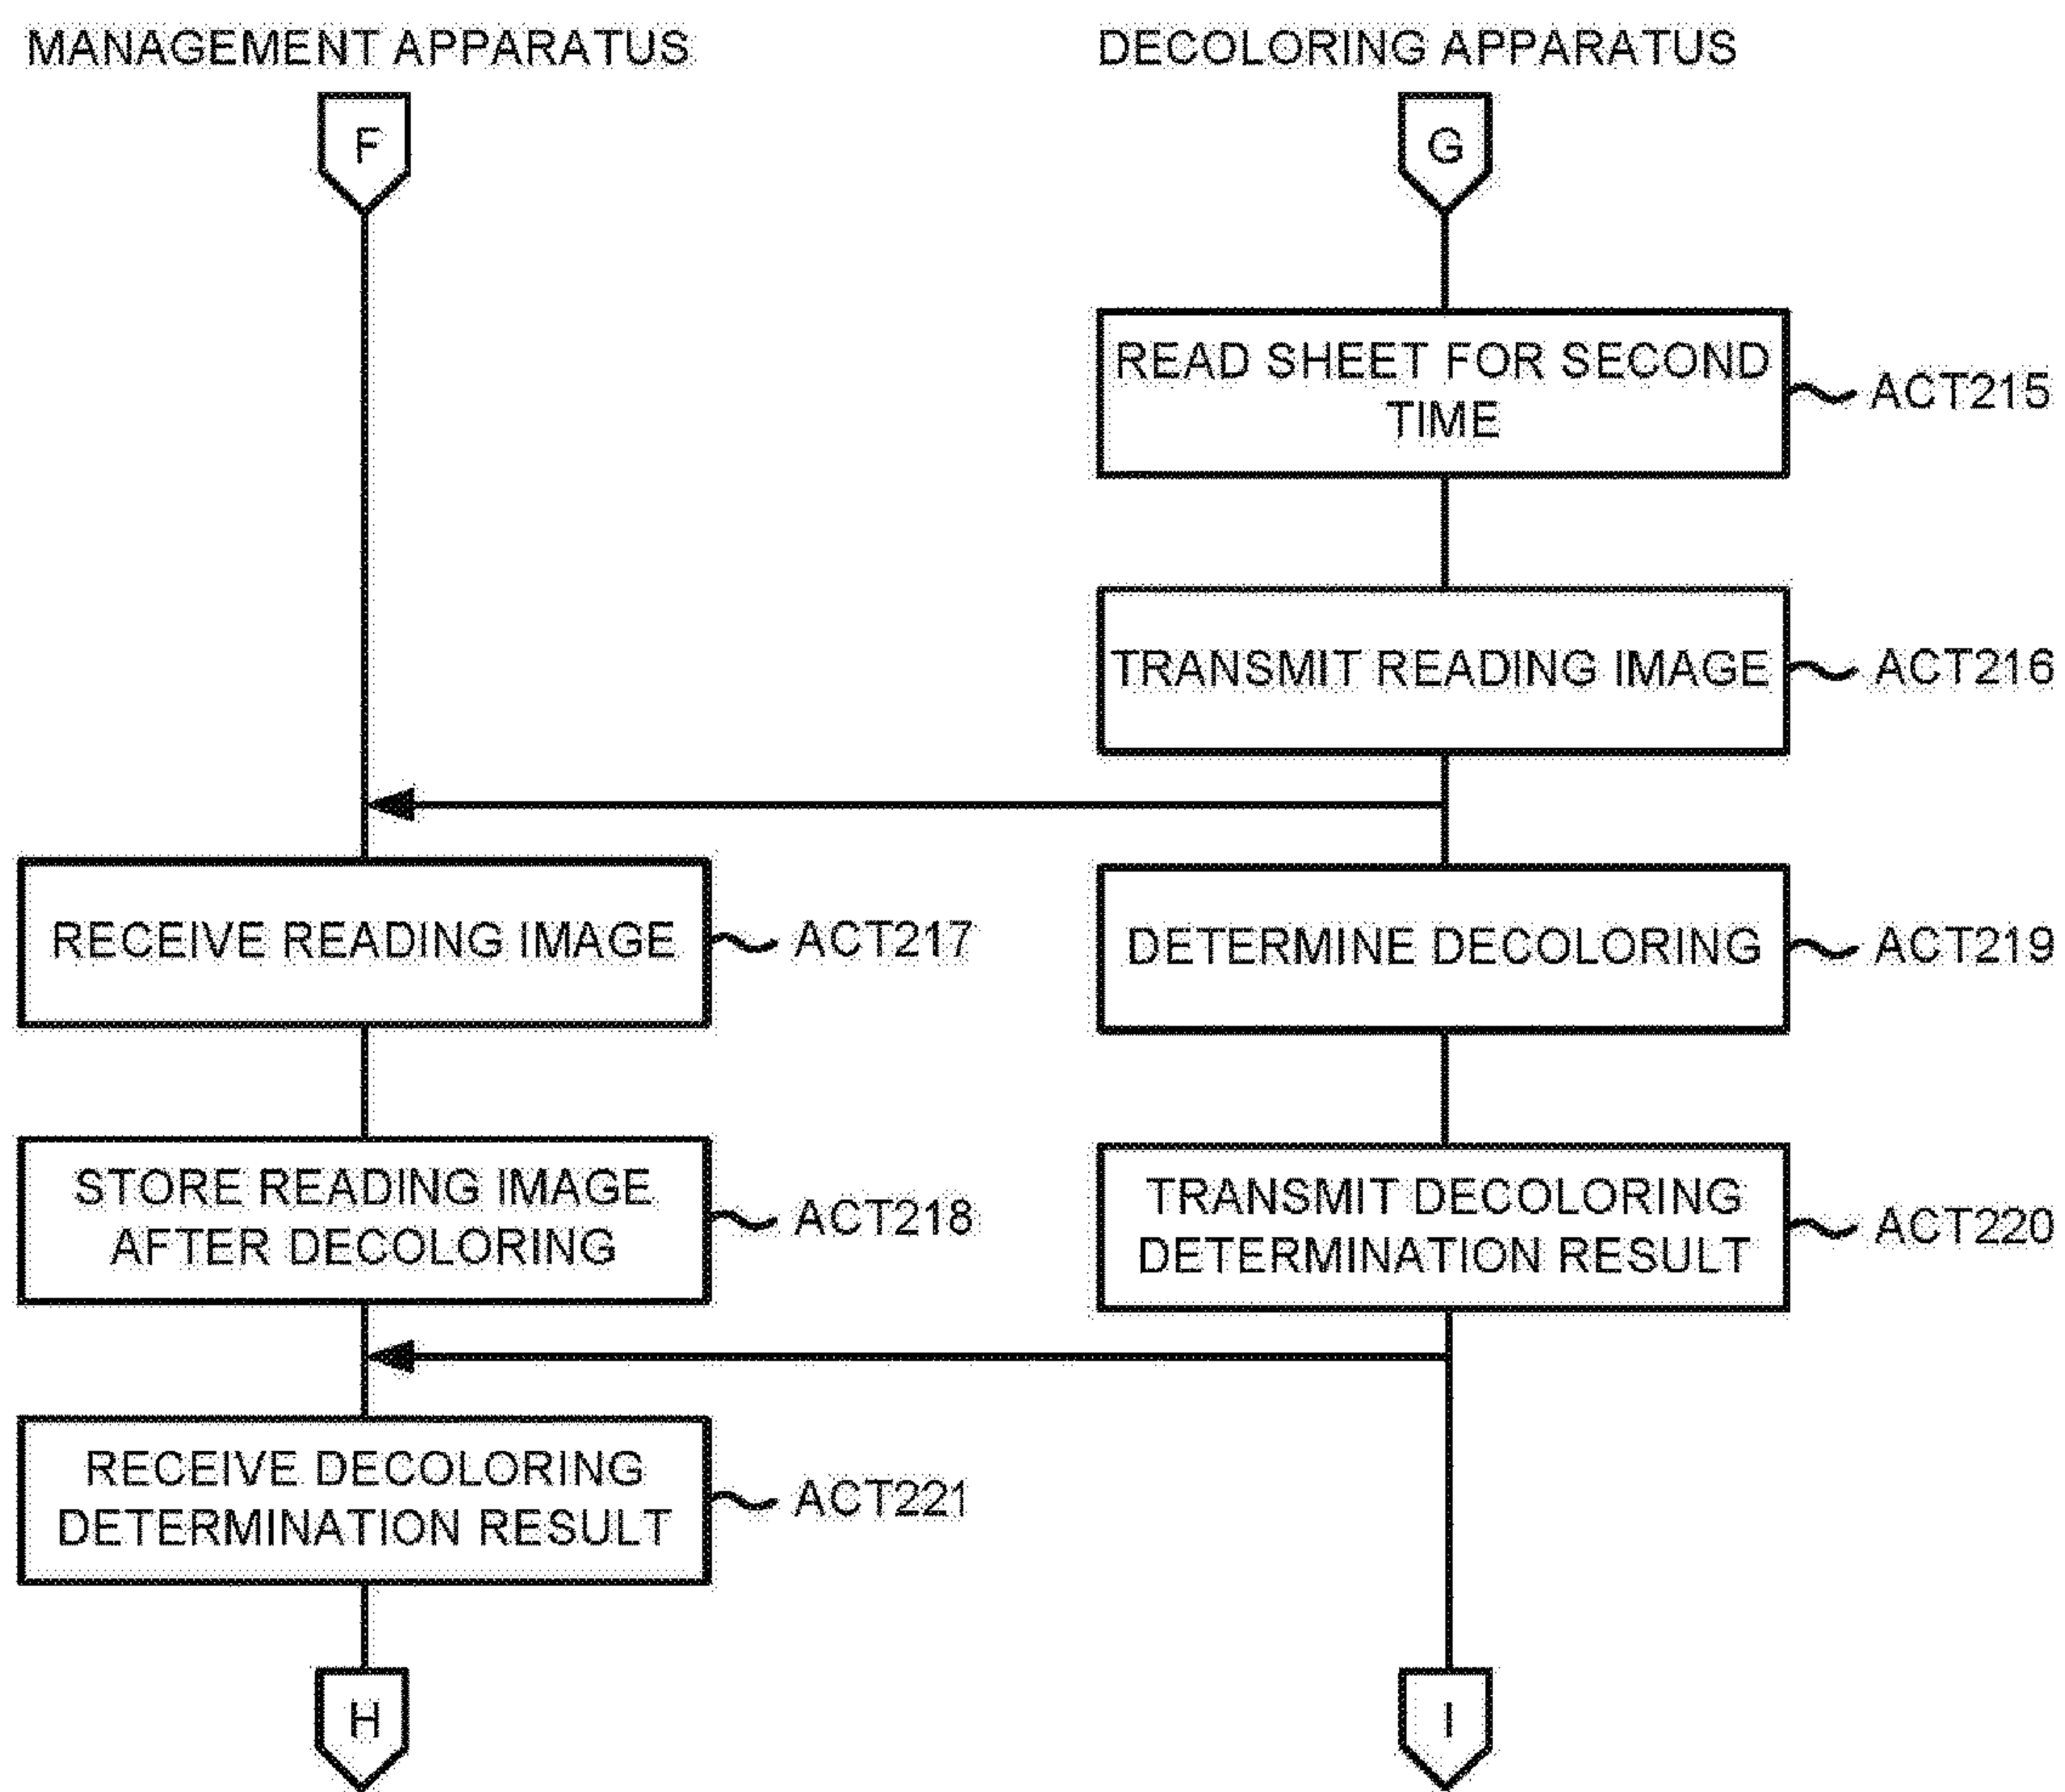 MANAGEMENT APPARATUS
DECOLORING APPARATUS
F
G
READ SHEET FOR SECOND
TIME
ACT215
TRANSMIT READING IMAGE
ACT216
RECEIVE READING IMAGE
ACT217
DETERMINE DECOLORING
ACT219
STORE READING IMAGE
AFTER DECOLORING
ACT218
TRANSMIT DECOLORING
DETERMINATION RESULT
ACT220
RECEIVE DECOLORING
DETERMINATION RESULT
ACT221
H
I